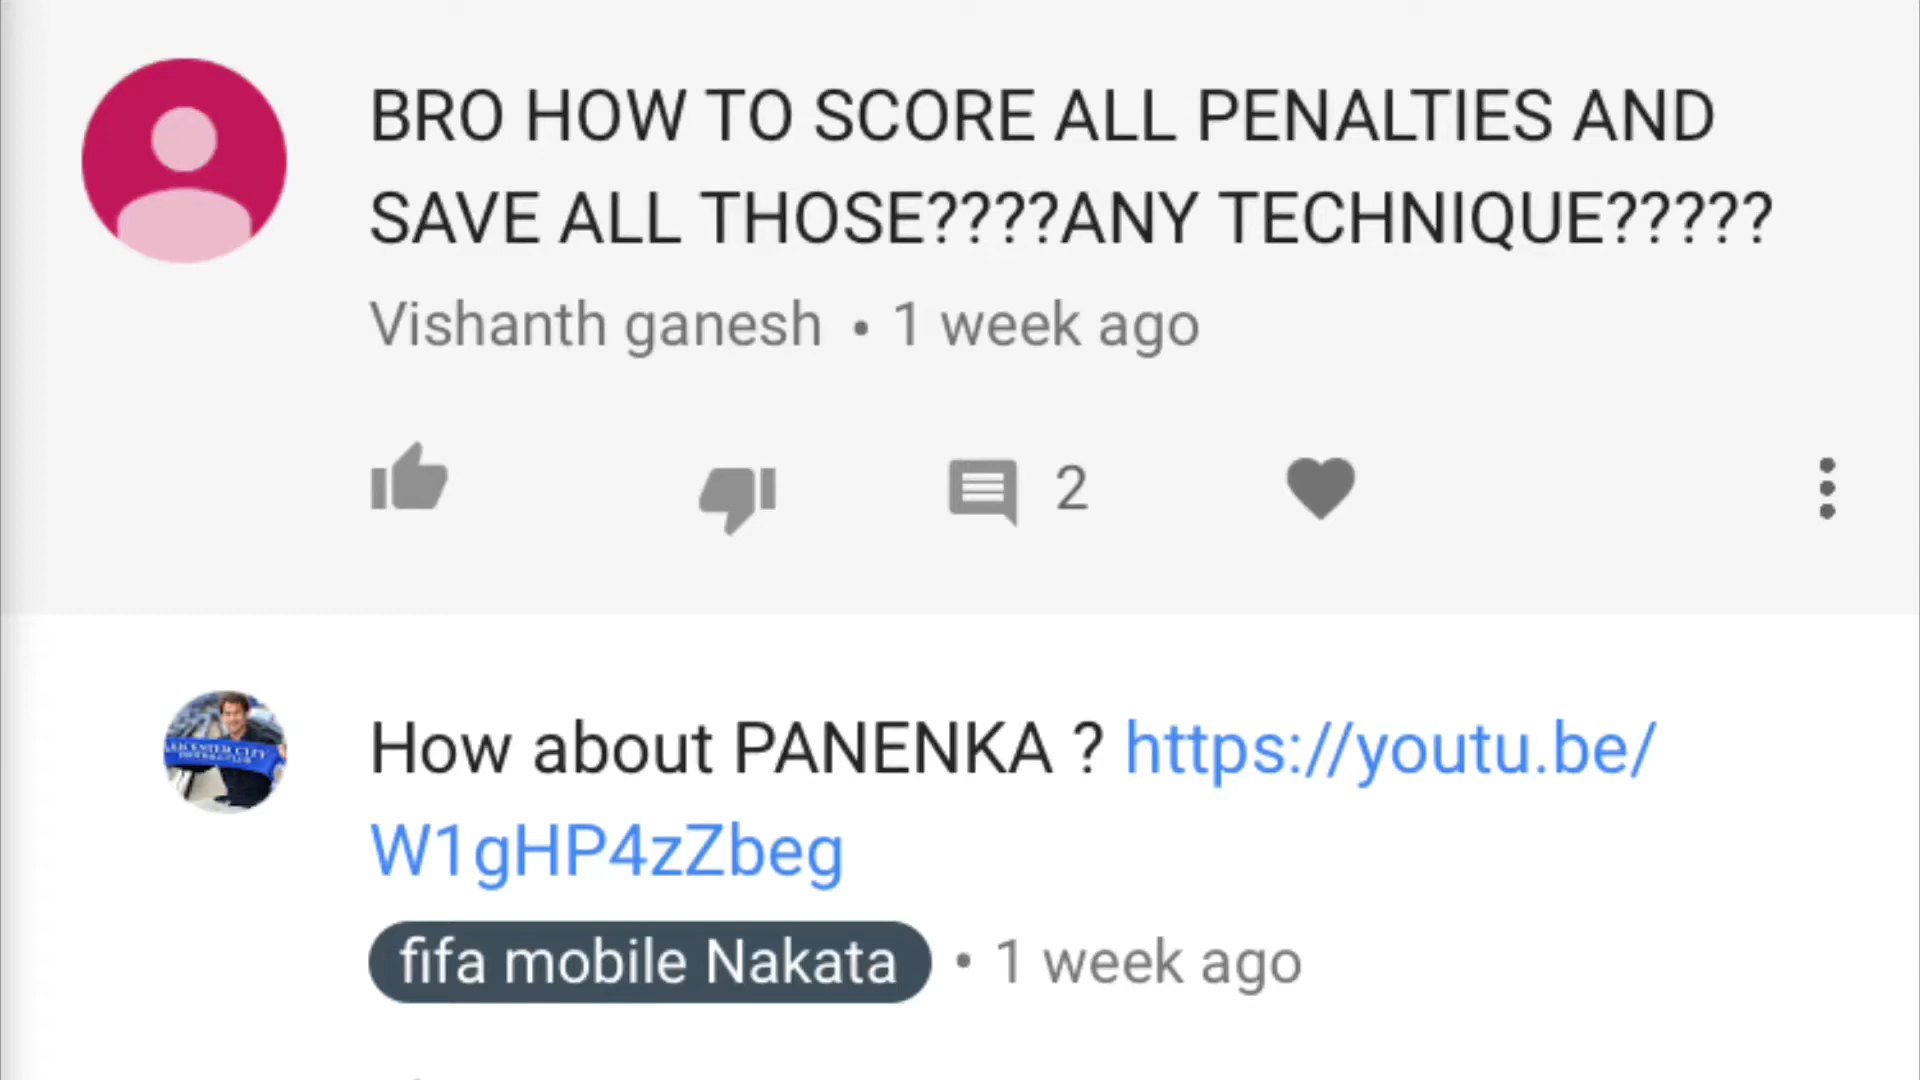 BRO HOW TO SCORE ALL PENALTIES AND
SAVE ALL THOSE????ANY TECHNIQUE?????
Vishanth ganesh • 1 week ago
2
How about PANENKA ? https://youtu.be/
W1gHP4zZbeg
fifa mobile Nakata • 1 week ago